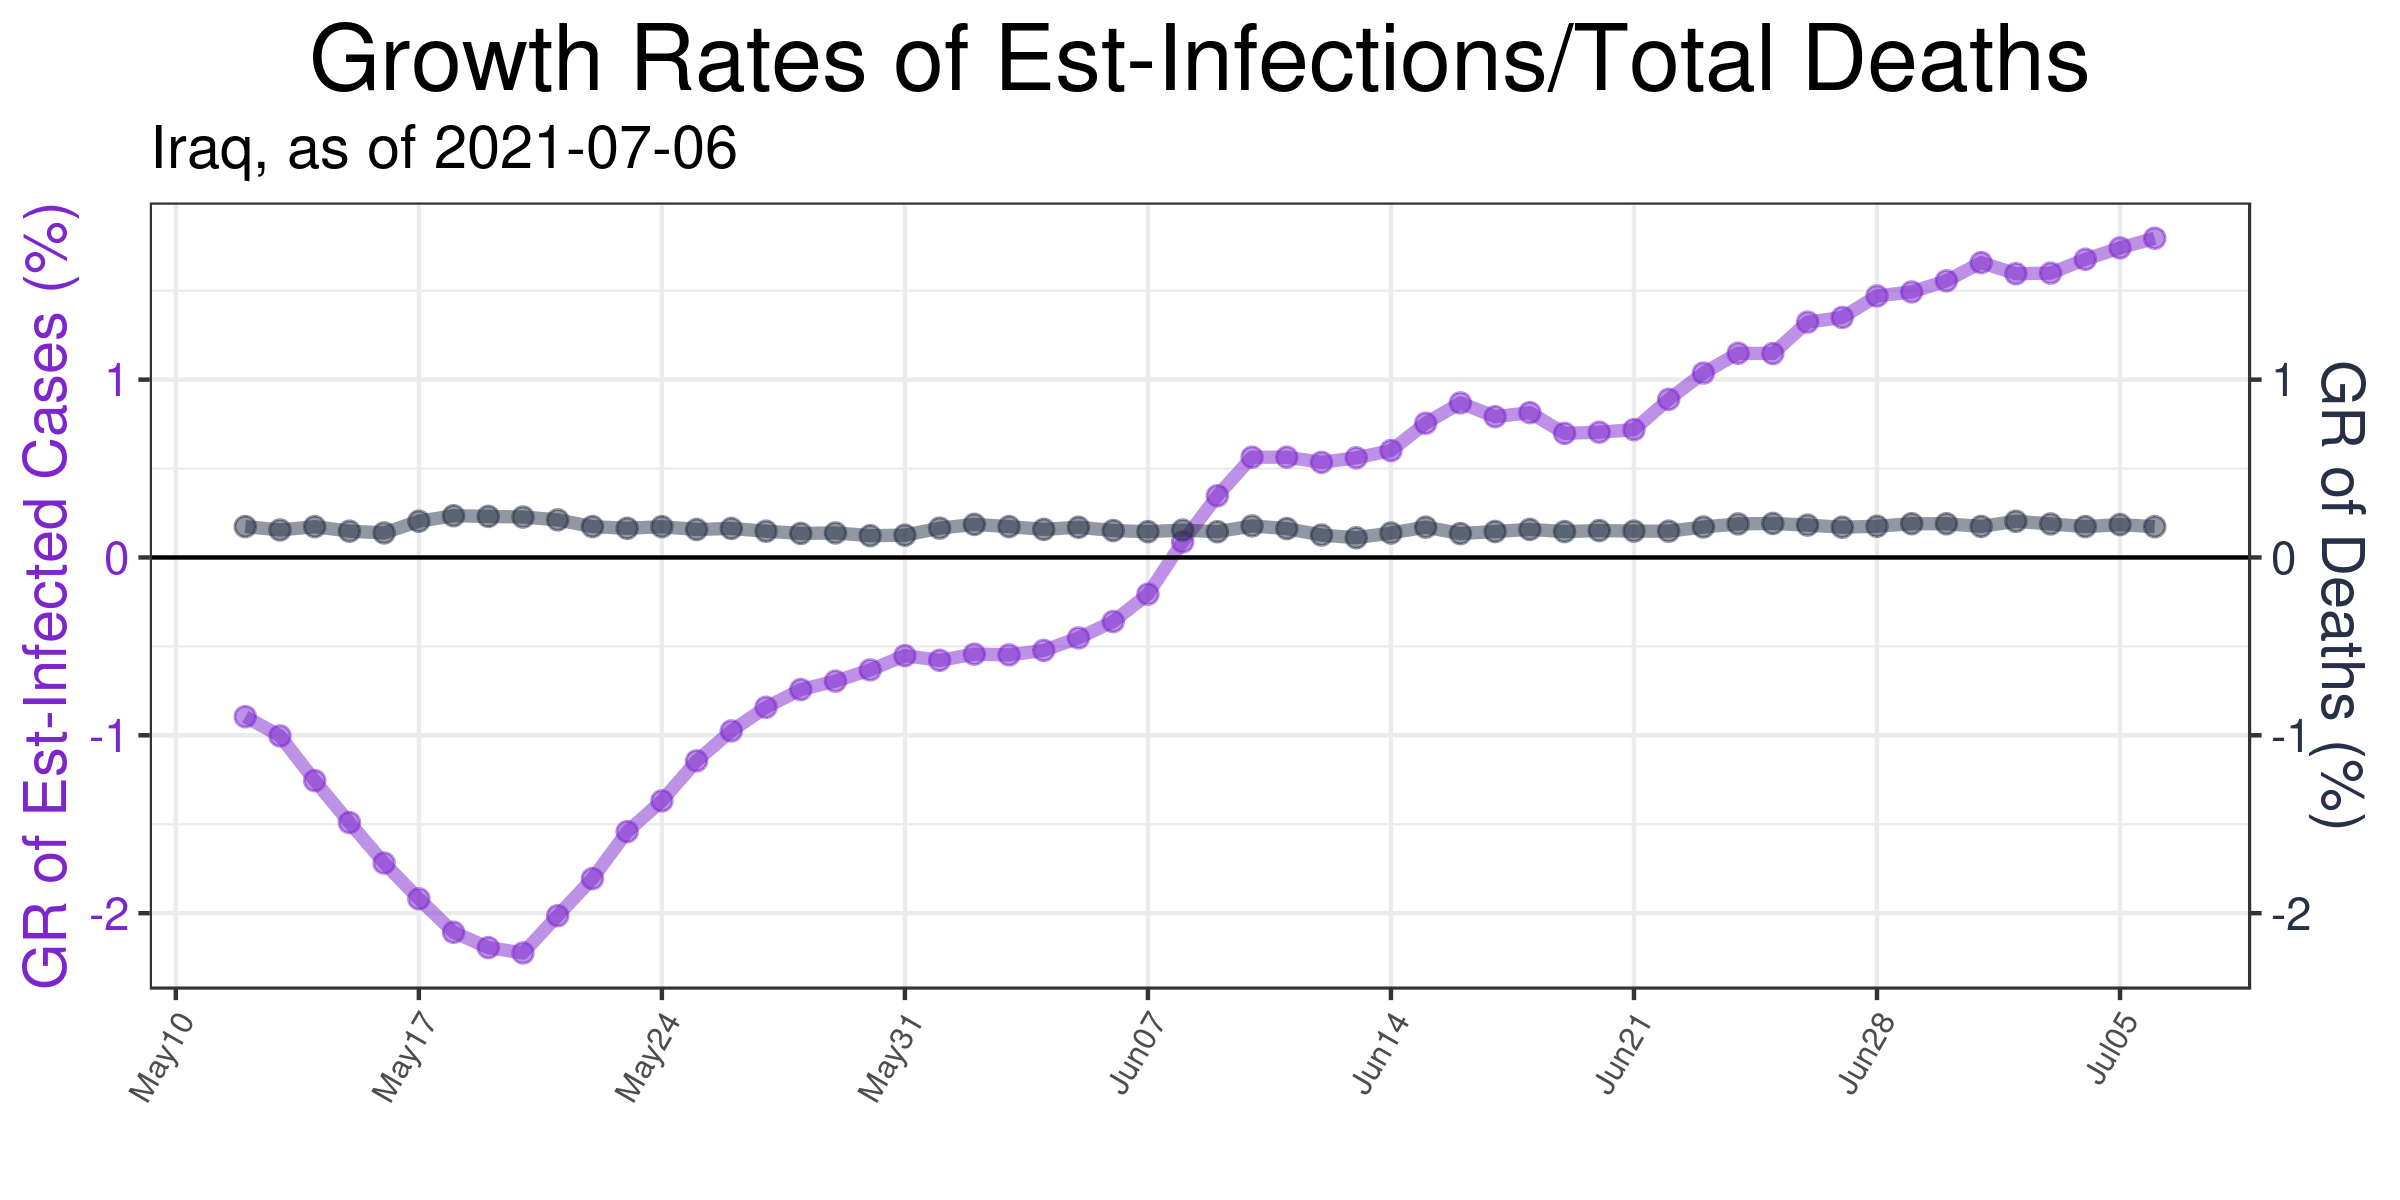 Growth Rates of Est-Infections/Total Deaths
Iraq, as of 2021-07-06
GR of Est-Infected Cases (%)
1
0
-1
-2
1
0
-1
-2
GR of Deaths (%)
May10
May17
May24
May31
Jun07
Jun14
Jun21
Jun28
Jul05